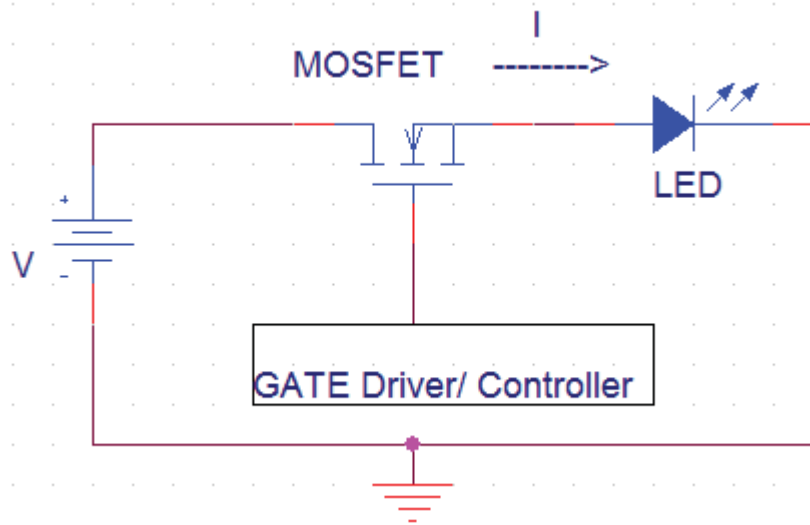 I
MOSFET -------->
LED
+
V
-
GATE Driver/ Controller